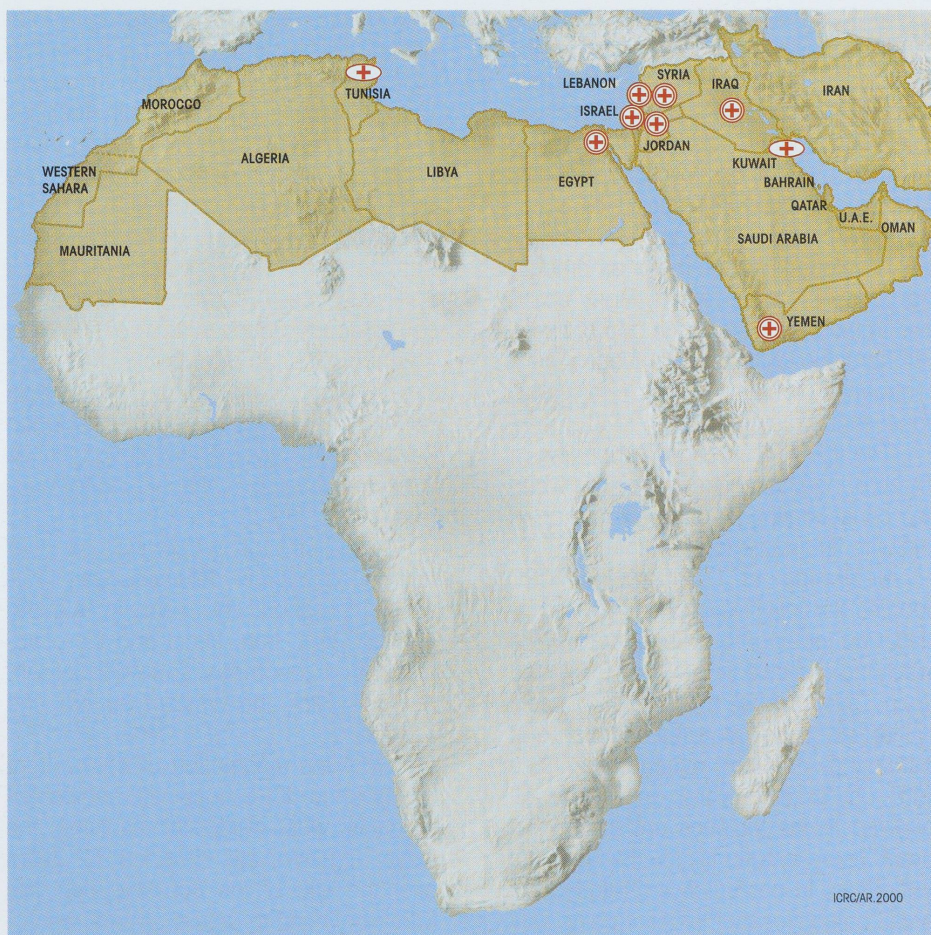 LEBANON
SYRIA
IRAQ
IRAN
TUNISIA
MOROCCO
ISRAEL
JORDAN
ALGERIA
LIBYA
EGYPT
KUWAIT
BAHRAIN
QATAR
U.A.E.
OMAN
WESTERN
SAHARA
MAURITANIA
SAUDI ARABIA
YEMEN
ICRC/AR.2000